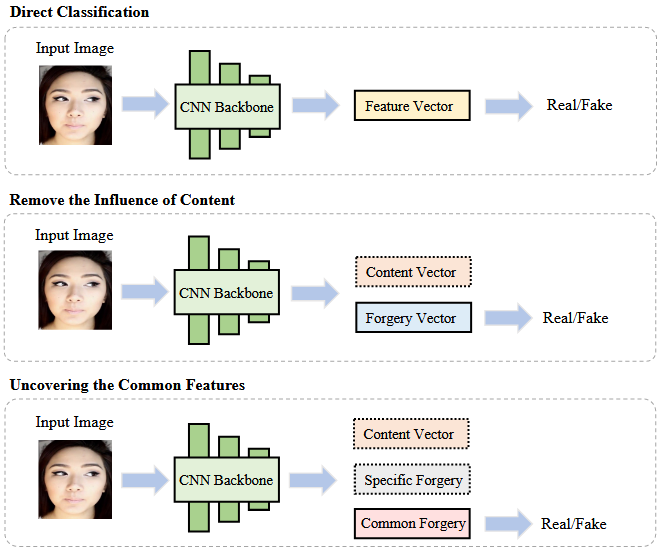 Direct Classification
Input Image
CNN Backbone
Feature Vector
Real/Fake
Remove the Influence of Content
Input Image
CNN Backbone
Content Vector
Forgery Vector
Real/Fake
Uncovering the Common Features
Input Image
CNN Backbone
Content Vector
Specific Forgery
Common Forgery
Real/Fake